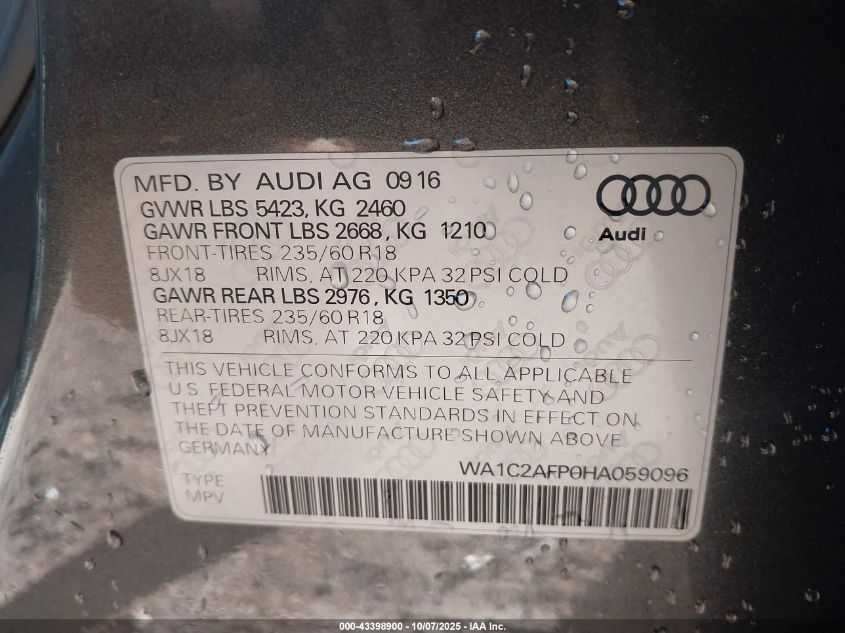 MFD. BY AUDI AG 0916
GVWR LBS 5423, KG 2460
GAWR FRONT LBS 2668, KG 1210
FRONT-TIRES 235/60 R18
8JX18 RIMS, AT 220 KPA 32 PSI COLD
GAWR REAR LBS 2976, KG 1350
REAR-TIRES 235/60 R18
8JX18 RIMS, AT 220 KPA 32 PSI COLD
Audi
THIS VEHICLE CONFORMS TO ALL APPLICABLE
U.S. FEDERAL MOTOR VEHICLE SAFETY AND
THEFT PREVENTION STANDARDS IN EFFECT ON
THE DATE OF MANUFACTURE SHOWN ABOVE.
GERMANY
WA1C2AFP0HA059096
TYPE:
MPV
000-43398900 - 10/07/2025 - IAA Inc.